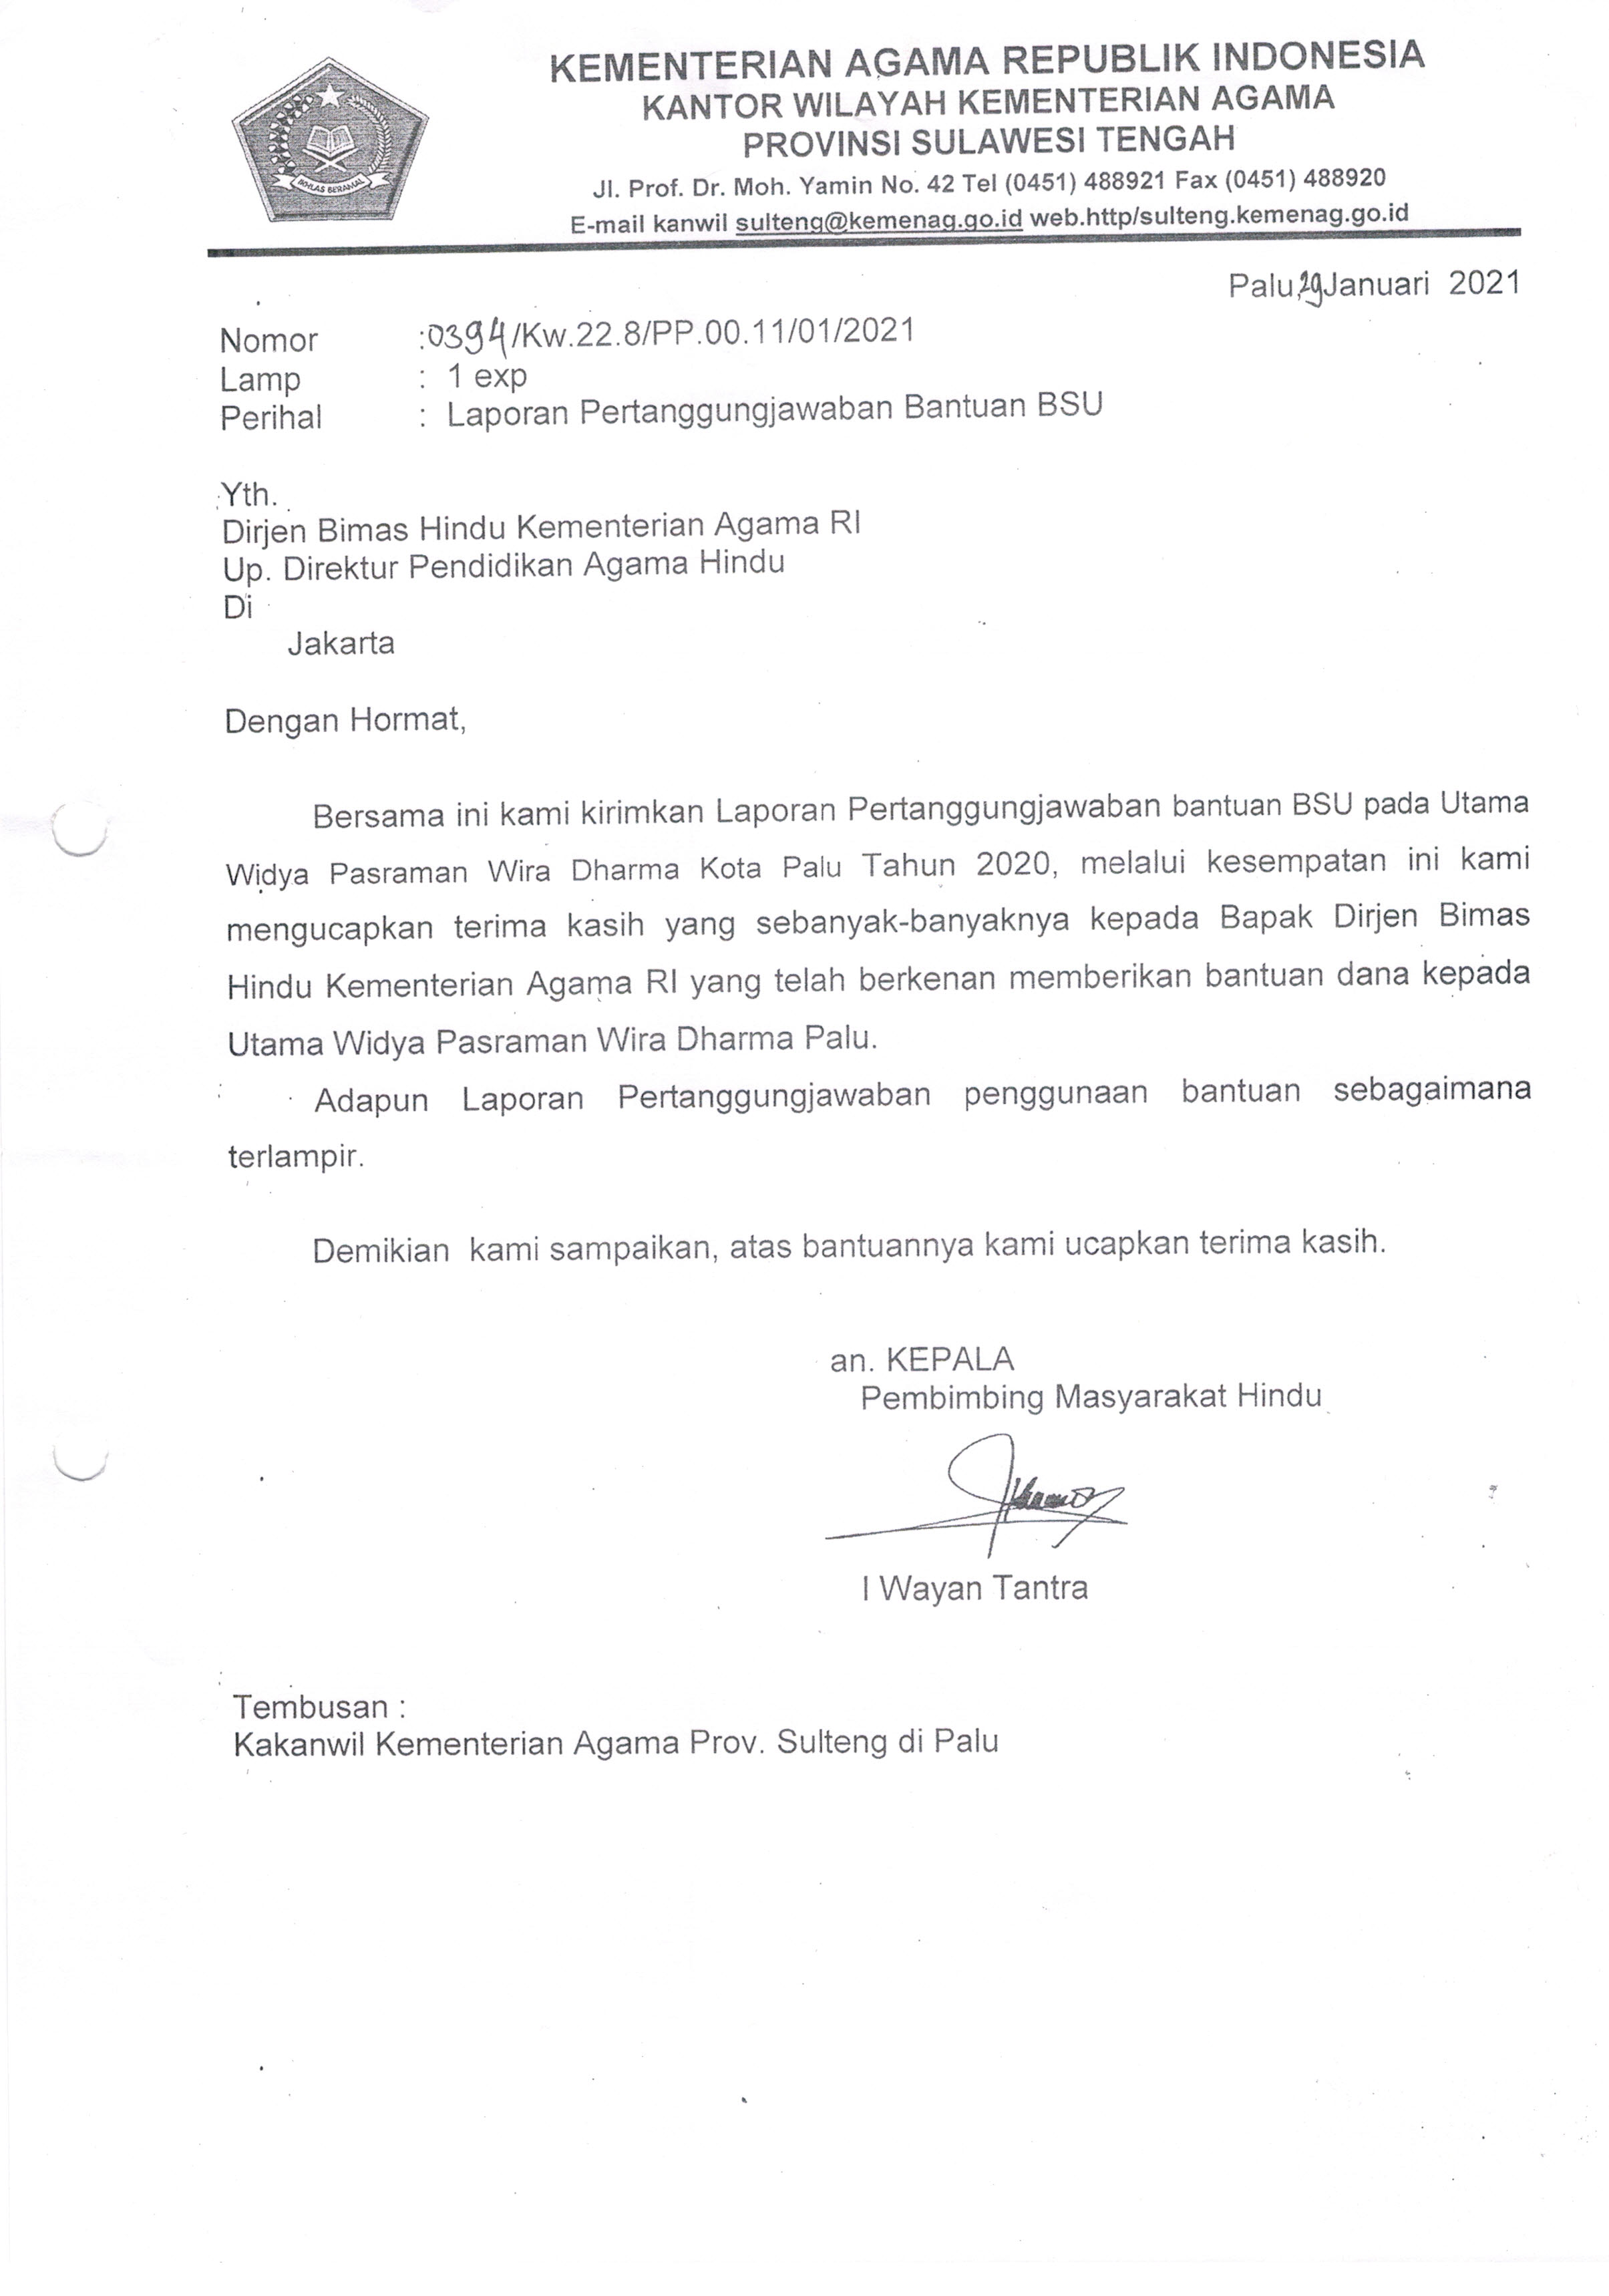 KEMENTERIAN AGAMA REPUBLIK INDONESIA
KANTOR WILAYAH KEMENTERIAN AGAMA
PROVINSI SULAWESI TENGAH
Jl. Prof. Dr. Moh. Yamin No. 42 Tel (0451) 488921 Fax (0451) 488920
E-mail kanwil sulteng@kemenag.go.id web.http/sulteng.kemenag.go.id
IKHLAS BERAMAL
Palu,29Januari 2021
Nomor :0394/Kw.22.8/PP.00.11/01/2021
Lamp : 1 exp
Perihal : Laporan Pertanggungjawaban Bantuan BSU
Yth.
Dirjen Bimas Hindu Kementerian Agama RI
Up. Direktur Pendidikan Agama Hindu
Di
Jakarta
Dengan Hormat,
Bersama ini kami kirimkan Laporan Pertanggungjawaban bantuan BSU pada Utama
Widya Pasraman Wira Dharma Kota Palu Tahun 2020, melalui kesempatan ini kami
mengucapkan terima kasih yang sebanyak-banyaknya kepada Bapak Dirjen Bimas
Hindu Kementerian Agama RI yang telah berkenan memberikan bantuan dana kepada
Utama Widya Pasraman Wira Dharma Palu.
Adapun Laporan Pertanggungjawaban penggunaan bantuan sebagaimana
terlampir.
Demikian kami sampaikan, atas bantuannya kami ucapkan terima kasih.
an. KEPALA
Pembimbing Masyarakat Hindu
I Wayan Tantra
Tembusan :
Kakanwil Kementerian Agama Prov. Sulteng di Palu